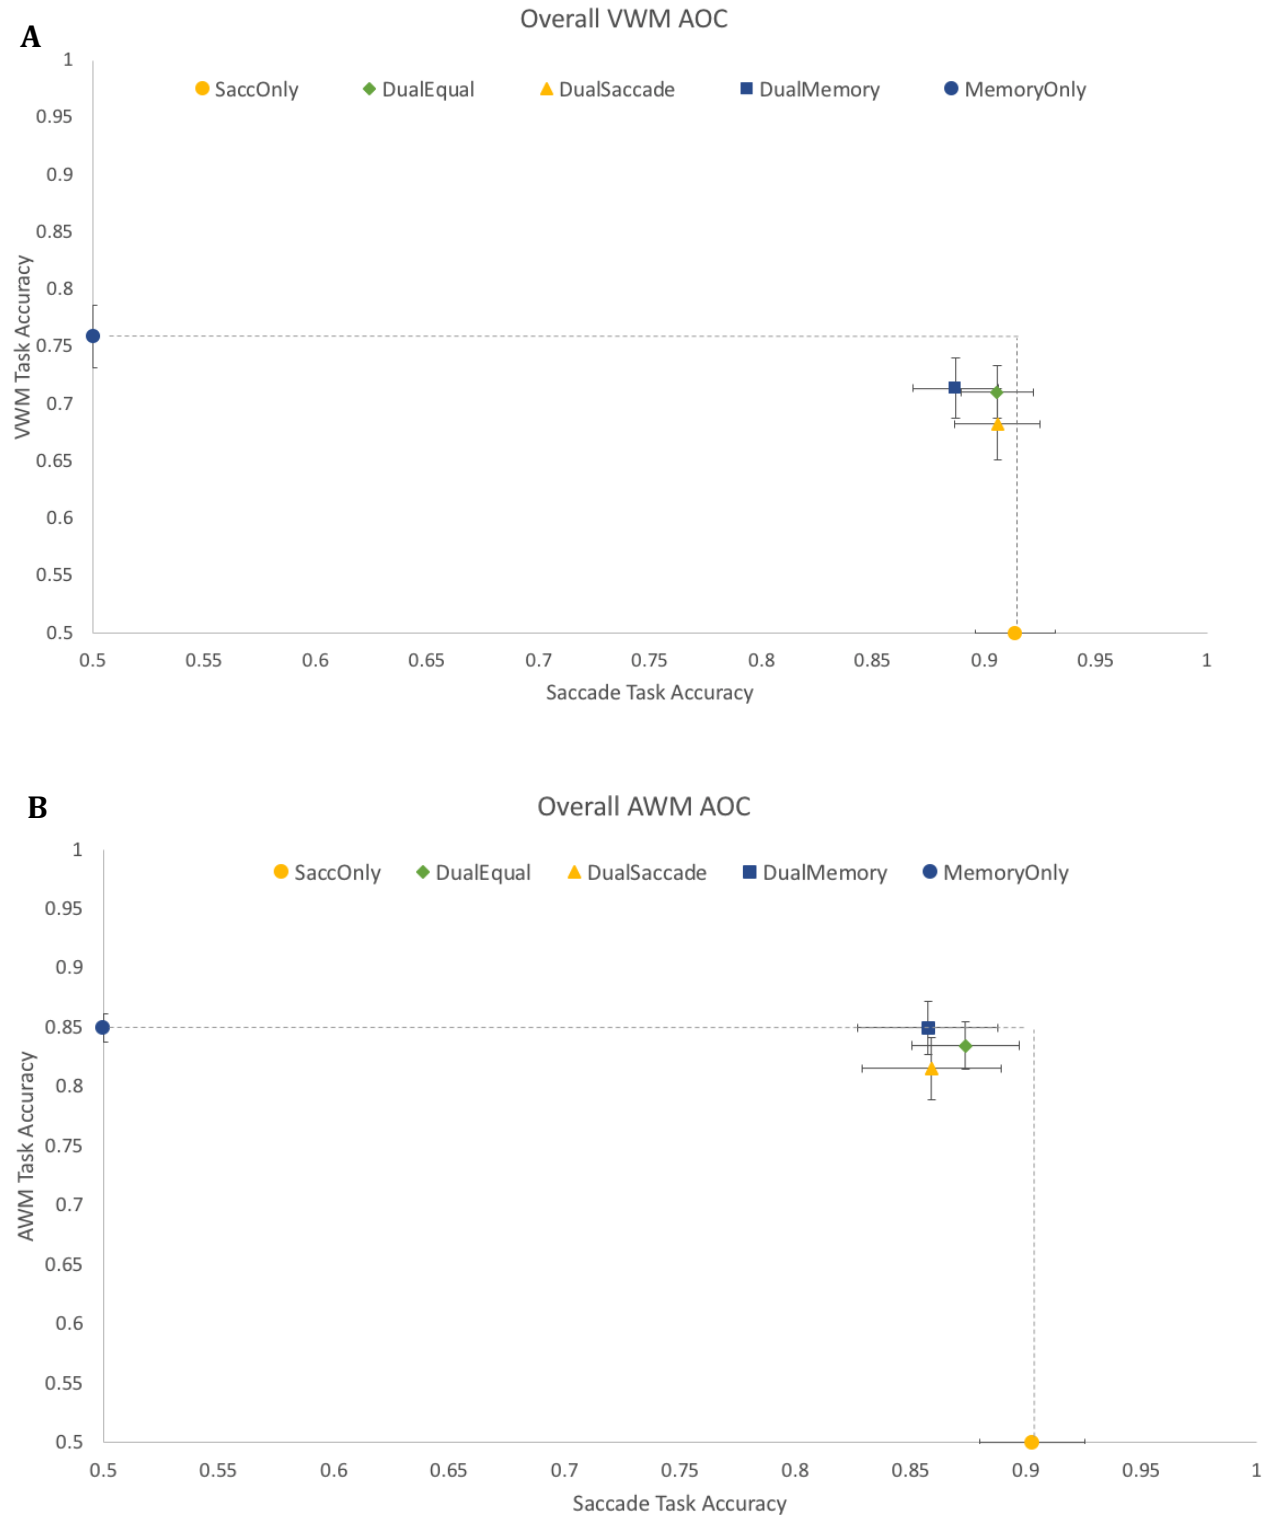 A
Overall VWM AOC
SaccOnly DualEqual DualSaccade DualMemory MemoryOnly
1
0.95
0.9
0.85
0.8
0.75
0.7
0.65
0.6
0.55
0.5
VWM Task Accuracy
0.5 0.55 0.6 0.65 0.7 0.75 0.8 0.85 0.9 0.95 1
Saccade Task Accuracy
B
Overall AWM AOC
SaccOnly DualEqual DualSaccade DualMemory MemoryOnly
1
0.95
0.9
0.85
0.8
0.75
0.7
0.65
0.6
0.55
0.5
AWM Task Accuracy
0.5 0.55 0.6 0.65 0.7 0.75 0.8 0.85 0.9 0.95 1
Saccade Task Accuracy